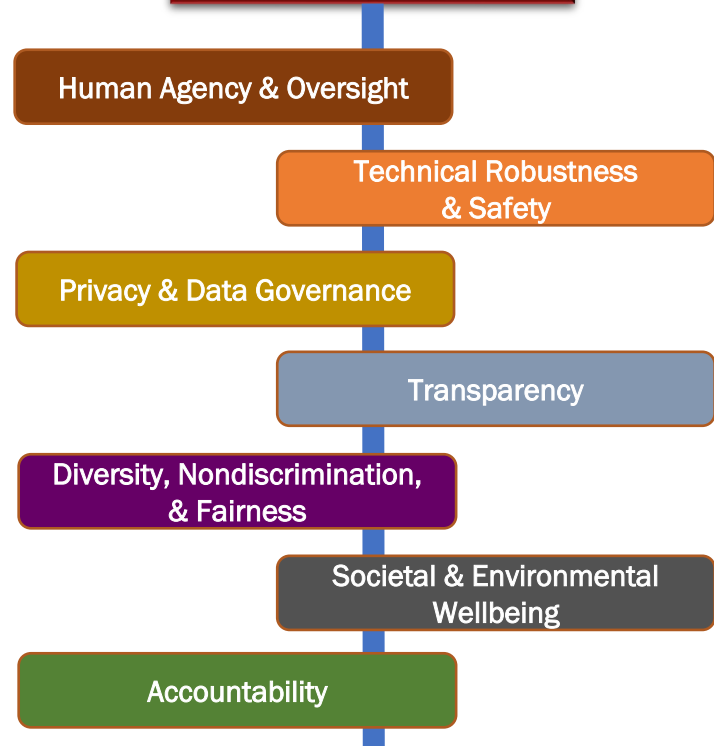 Human Agency & Oversight
Technical Robustness
& Safety
Privacy & Data Governance
Transparency
Diversity, Nondiscrimination,
& Fairness
Societal & Environmental
Wellbeing
Accountability